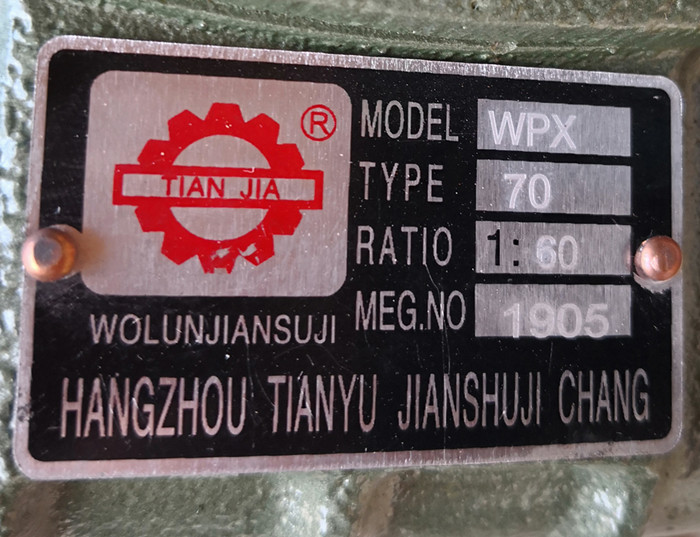 TIAN JIA ®
WOLUNJIANSUJI
MODEL WPX
TYPE 70
RATIO 1: 60
MEG.NO 1905
HANGZHOU TIANYU JIANSHUJI CHANG